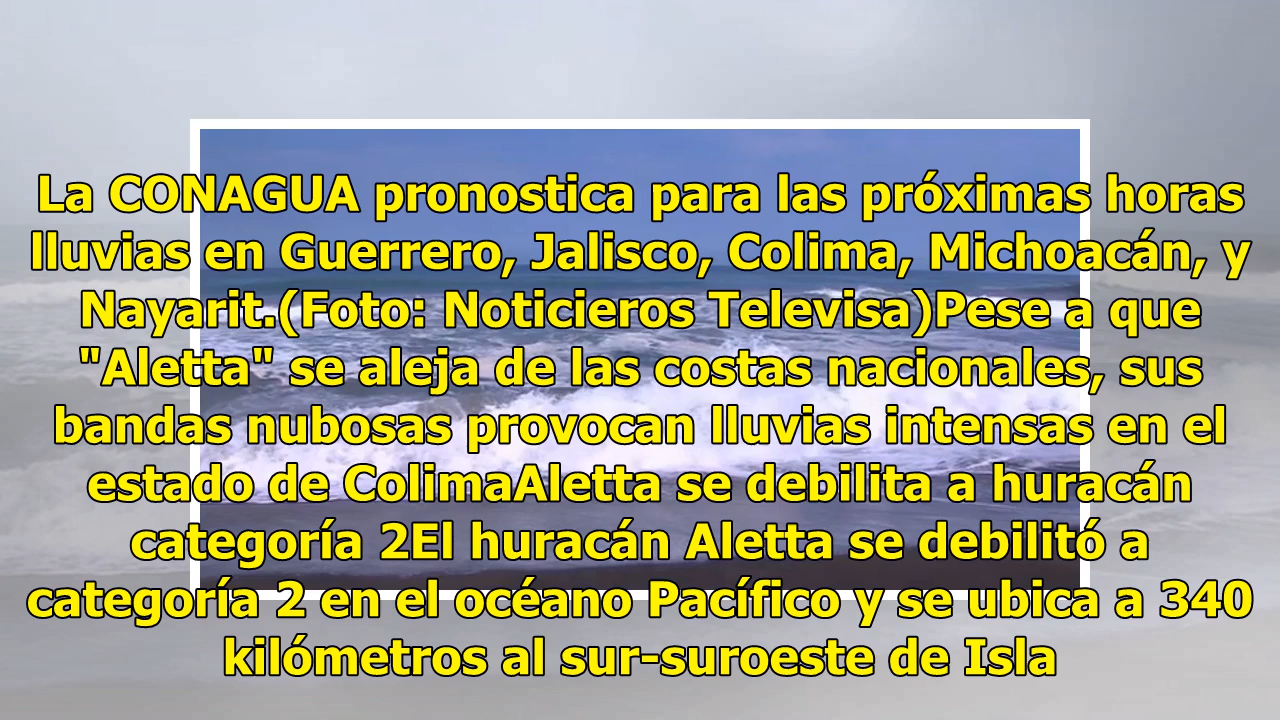 La CONAGUA pronostica para las próximas horas
lluvias en Guerrero, Jalisco, Colima, Michoacán, y
Nayarit.(Foto: Noticieros Televisa)Pese a que
"Aletta" se aleja de las costas nacionales, sus
bandas nubosas provocan lluvias intensas en el
estado de ColimaAletta se debilita a huracán
categoría 2El huracán Aletta se debilitó a
categoría 2 en el océano Pacífico y se ubica a 340
kilómetros al sur-suroeste de Isla